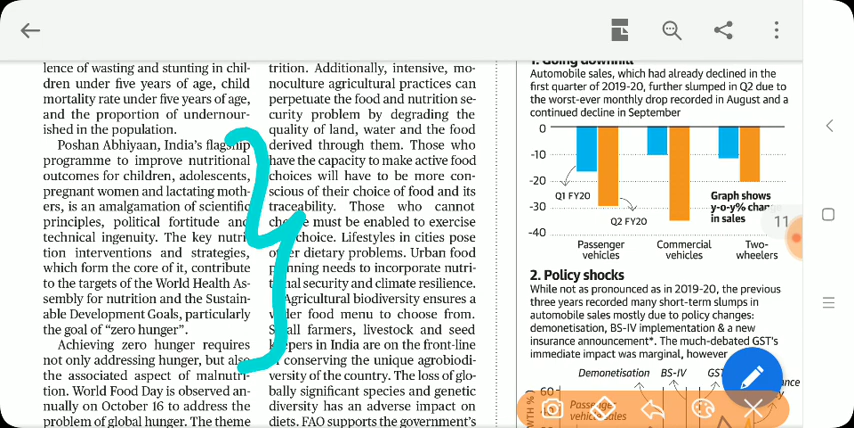 lence of wasting and stunting in chil-
dren under five years of age, child
mortality rate under five years of age,
and the proportion of undernour-
ished in the population.
Poshan Abhiyaan, India's flagship
programme to improve nutritional
outcomes for children, adolescents,
pregnant women and lactating moth-
ers, is an amalgamation of scientific
principles, political fortitude and
technical ingenuity. The key nutri-
tion interventions and strategies,
which form the core of it, contribute
to the targets of the World Health As-
sembly for nutrition and the Sustain-
able Development Goals, particularly
the goal of "zero hunger".
Achieving zero hunger requires
not only addressing hunger, but also
the associated aspect of malnutri-
tion. World Food Day is observed an-
nually on October 16 to address the
problem of global hunger. The theme
trition. Additionally, intensive, mo-
noculture agricultural practices can
perpetuate the food and nutrition se-
curity problem by degrading the
quality of land, water and the food
derived through them. Those who
have the capacity to make active food
choices will have to be more con-
scious of their choice of food and its
traceability. Those who cannot
choose must be enabled to exercise
choice. Lifestyles in cities pose
other dietary problems. Urban food
planning needs to incorporate nutri-
tional security and climate resilience.
Agricultural biodiversity ensures a
wider food menu to choose from.
Small farmers, livestock and seed
keepers in India are on the front-line
of conserving the unique agrobiodi-
versity of the country. The loss of glo-
bally significant species and genetic
diversity has an adverse impact on
diets. FAO supports the government's
1. Going downhill
Automobile sales, which had already declined in the
first quarter of 2019-20, further slumped in Q2 due to
the worst-ever monthly drop recorded in August and a
continued decline in September
0
-10
-20
-30
-40
Q1 FY20
Q2 FY20
Graph shows
y-o-y% change
in sales
11
Passenger
vehicles
Commercial
vehicles
Two-
wheelers
2. Policy shocks
While not as pronounced as in 2019-20, the previous
three years recorded many short-term slumps in
automobile sales mostly due to policy changes:
demonetisation, BS-IV implementation & a new
insurance announcement*. The much-debated GST's
immediate impact was marginal, however
Demonetisation
BS-IV
GST
60
40
Passenger
vehicle sales